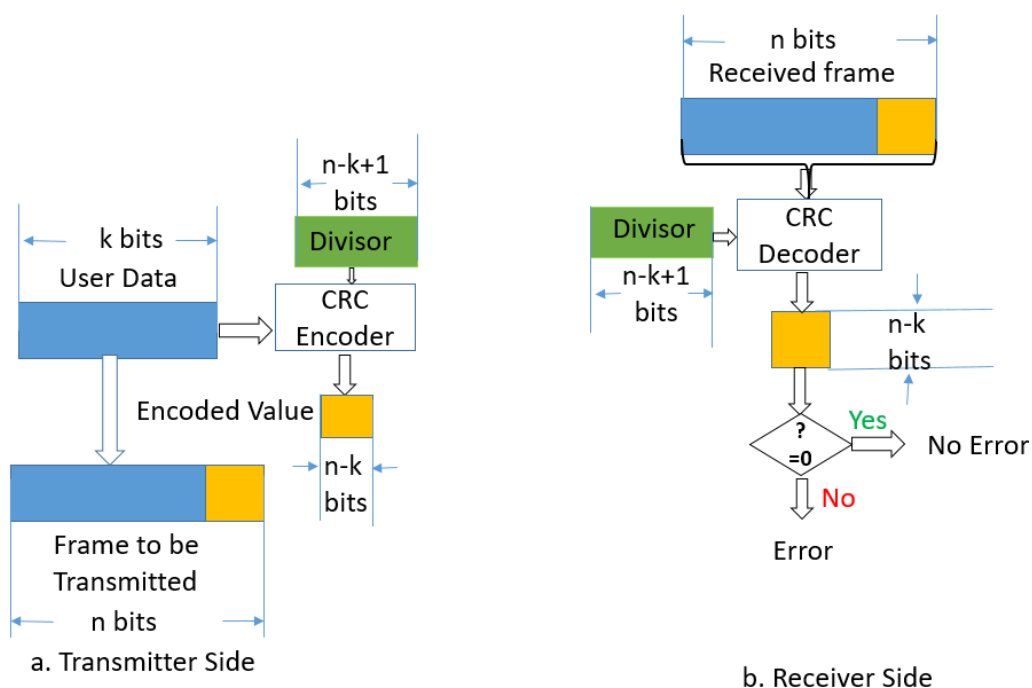 n-k+1
bits
Divisor
k bits
User Data
CRC
Encoder
Encoded Value
n-k
bits
Frame to be
Transmitted
n bits
a. Transmitter Side
n bits
Received frame
Divisor
n-k+1
bits
CRC
Decoder
n-k
bits
?
=0
Yes
No Error
No
Error
b. Receiver Side